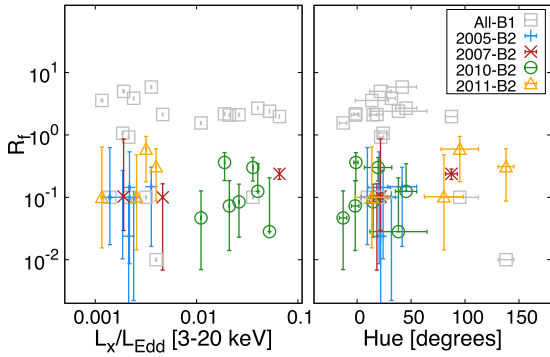 All-B1
2005-B2
2007-B2
2010-B2
2011-B2
10^1
10^0
10^-1
10^-2
R_f
0.001 0.01 0.1
0 50 100 150
L_x/L_Edd [3-20 keV]
Hue [degrees]